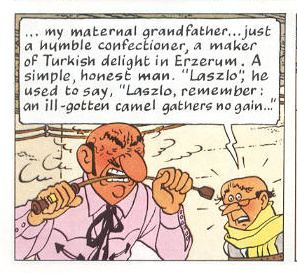 ... my maternal grandfather...just
a humble confectioner, a maker
of Turkish delight in Erzerum. A
simple, honest man. "Laszlo", he
used to say, "Laszlo, remember:
an ill-gotten camel gathers no gain..."